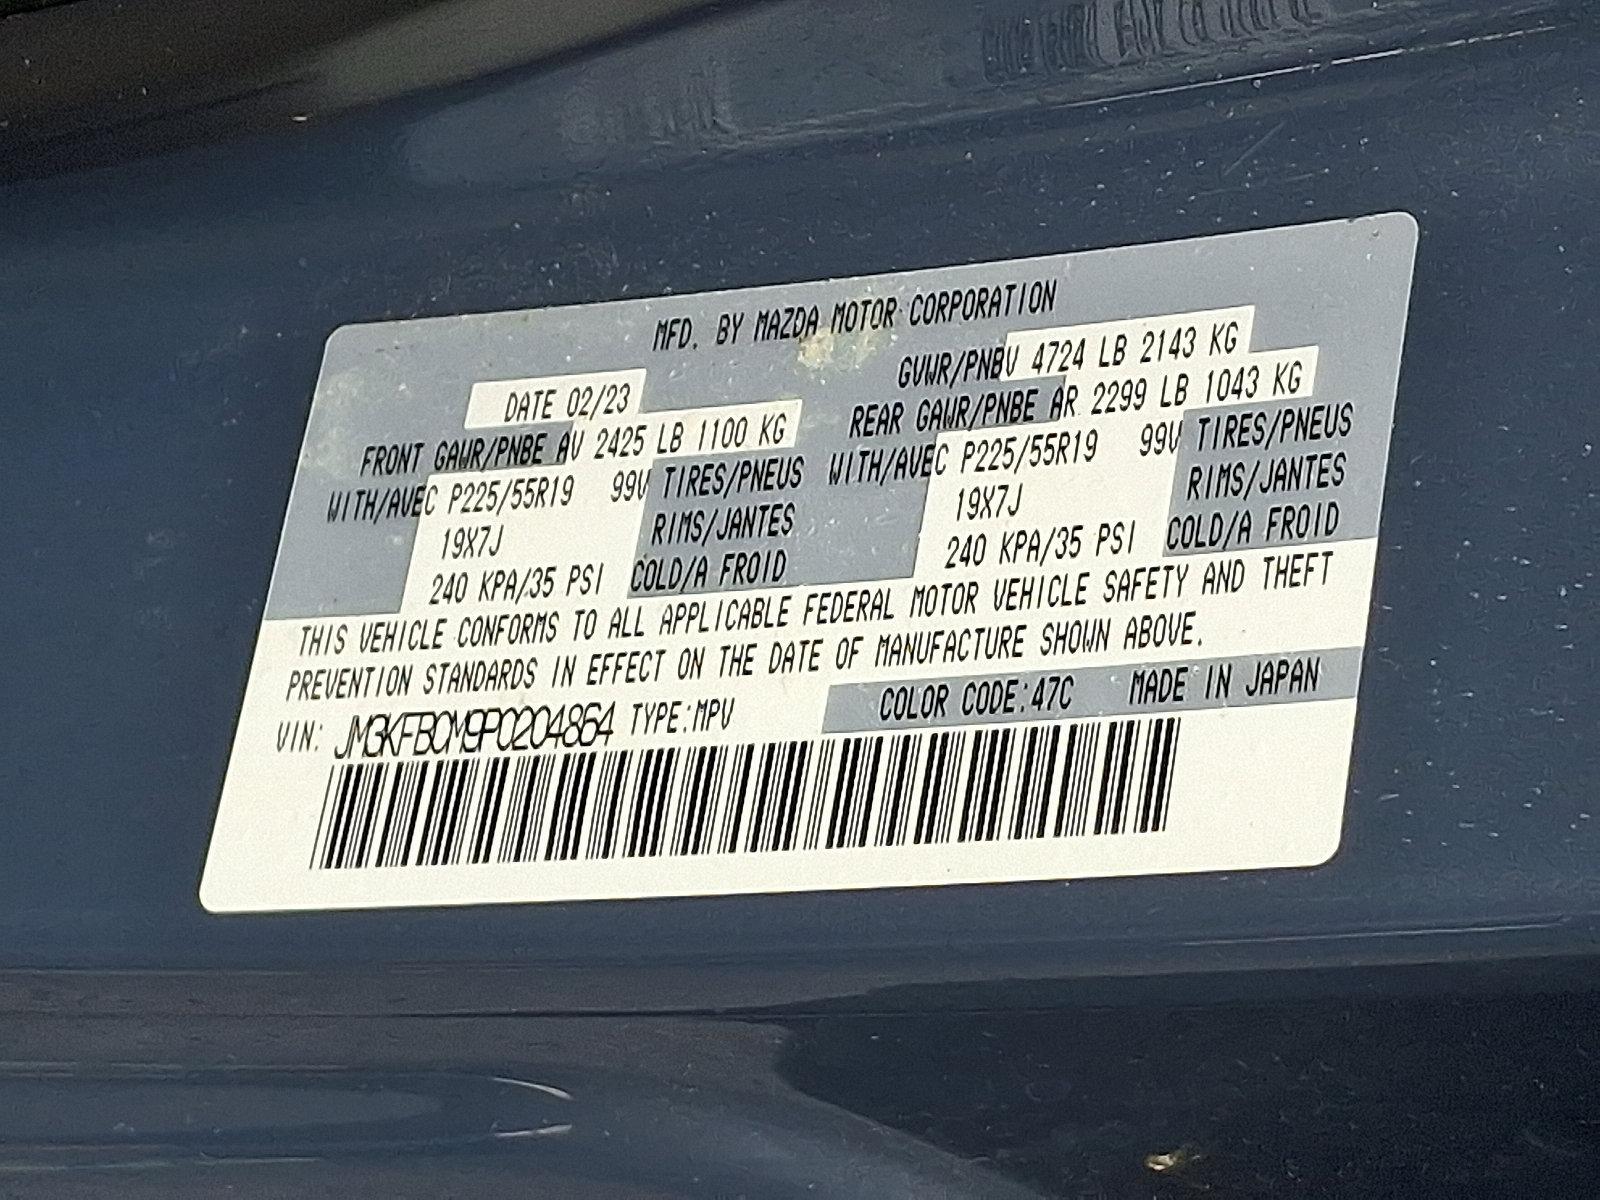 MFD. BY MAZDA MOTOR CORPORATION
DATE 02/23 GVWR/PNBV 4724 LB 2143 KG
FRONT GAWR/PNBE AV 2425 LB 1100 KG REAR GAWR/PNBE AR 2299 LB 1043 KG
WITH/AVEC P225/55R19 99V TIRES/PNEUS WITH/AVEC P225/55R19 99V TIRES/PNEUS
19X7J RIMS/JANTES 19X7J RIMS/JANTES
240 KPA/35 PSI COLD/A FROID 240 KPA/35 PSI COLD/A FROID
THIS VEHICLE CONFORMS TO ALL APPLICABLE FEDERAL MOTOR VEHICLE SAFETY AND THEFT
PREVENTION STANDARDS IN EFFECT ON THE DATE OF MANUFACTURE SHOWN ABOVE.
VIN: JM3KFBCM9P0204864 TYPE:MPV COLOR CODE:47C MADE IN JAPAN